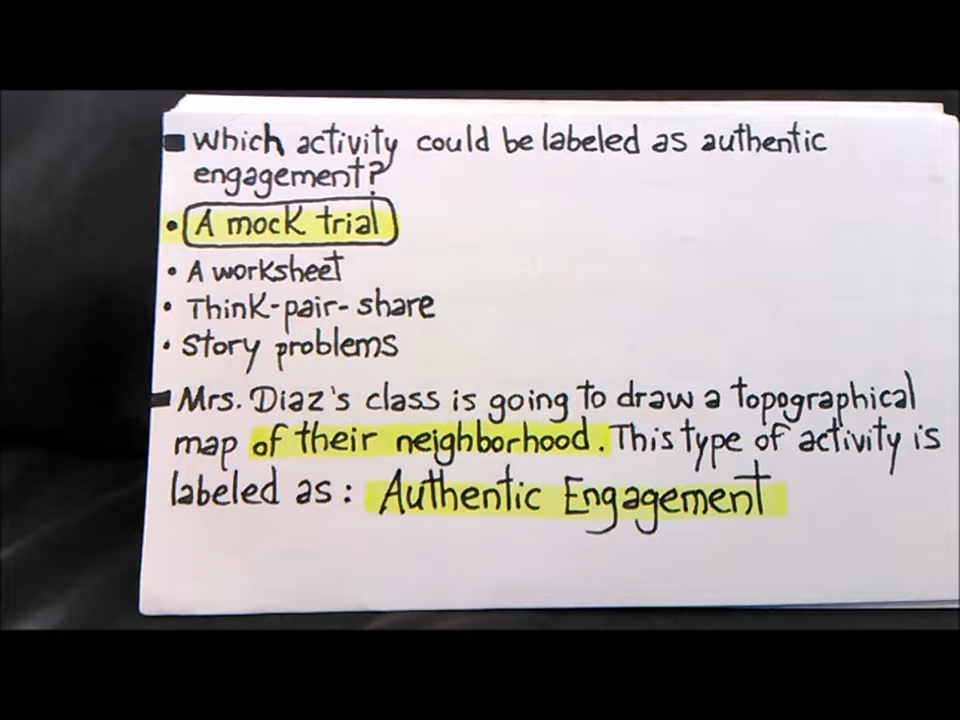 ■ Which activity could be labeled as authentic
engagement?
• A mock trial
• A worksheet
• Think-pair-share
• Story problems
■ Mrs. Diaz's class is going to draw a topographical
map of their neighborhood. This type of activity is
labeled as: Authentic Engagement